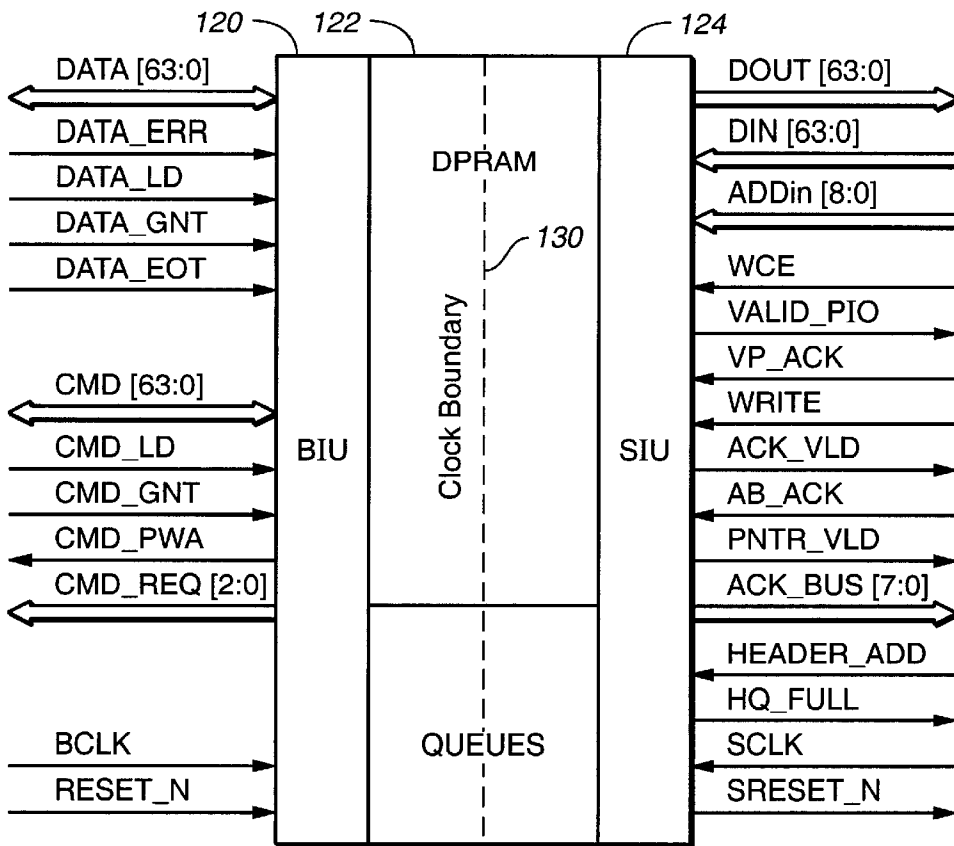 120
122
124
DATA [63:0]
DATA_ERR
DATA_LD
DATA_GNT
DATA_EOT
CMD [63:0]
CMD_LD
CMD_GNT
CMD_PWA
CMD_REQ [2:0]
BCLK
RESET_N
BIU
DPRAM
130
Clock Boundary
QUEUES
SIU
DOUT [63:0]
DIN [63:0]
ADDin [8:0]
WCE
VALID_PIO
VP_ACK
WRITE
ACK_VLD
AB_ACK
PNTR_VLD
ACK_BUS [7:0]
HEADER_ADD
HQ_FULL
SCLK
SRESET_N